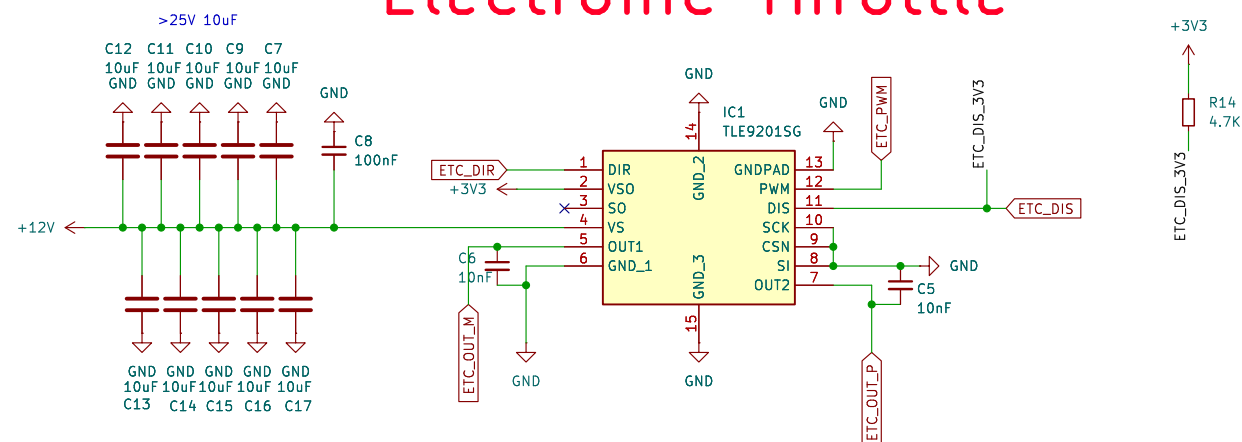 Electronic Throttle
>25V 10uF
C12 C11 C10 C9 C7
10uF 10uF 10uF 10uF 10uF
GND GND GND GND GND
GND
C8
100nF
+12V
GND GND GND GND GND
10uF 10uF 10uF 10uF 10uF
C13 C14 C15 C16 C17
ETC_DIR
+3V3
C6
10nF
ETC_OUT_M
GND
GND
14
IC1
TLE9201SG
GND_2
1 DIR
2 VSO
3 SO
4 VS
5 OUT1
6 GND_1
GNDPAD 13
PWM 12
DIS 11
SCK 10
CSN 9
SI 8
OUT2 7
GND_3
15
GND
GND
ETC_PWM
ETC_DIS_3V3
ETC_DIS
GND
C5
10nF
ETC_OUT_P
+3V3
R14
4.7K
ETC_DIS_3V3